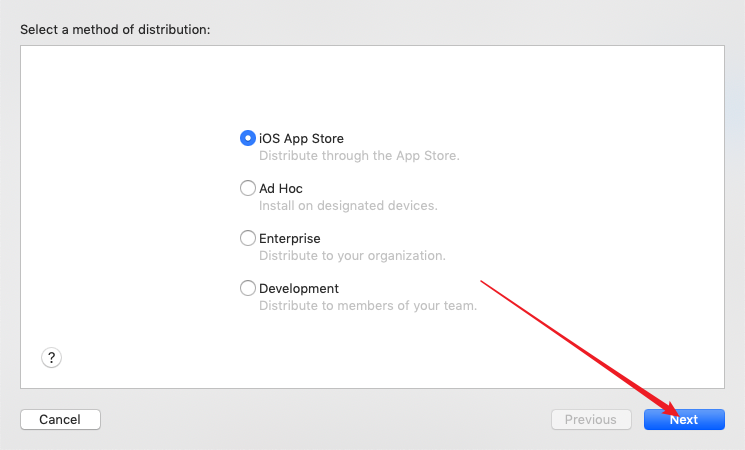 Select a method of distribution:
iOS App Store
Distribute through the App Store.
Ad Hoc
Install on designated devices.
Enterprise
Distribute to your organization.
Development
Distribute to members of your team.
?
Cancel
Previous
Next